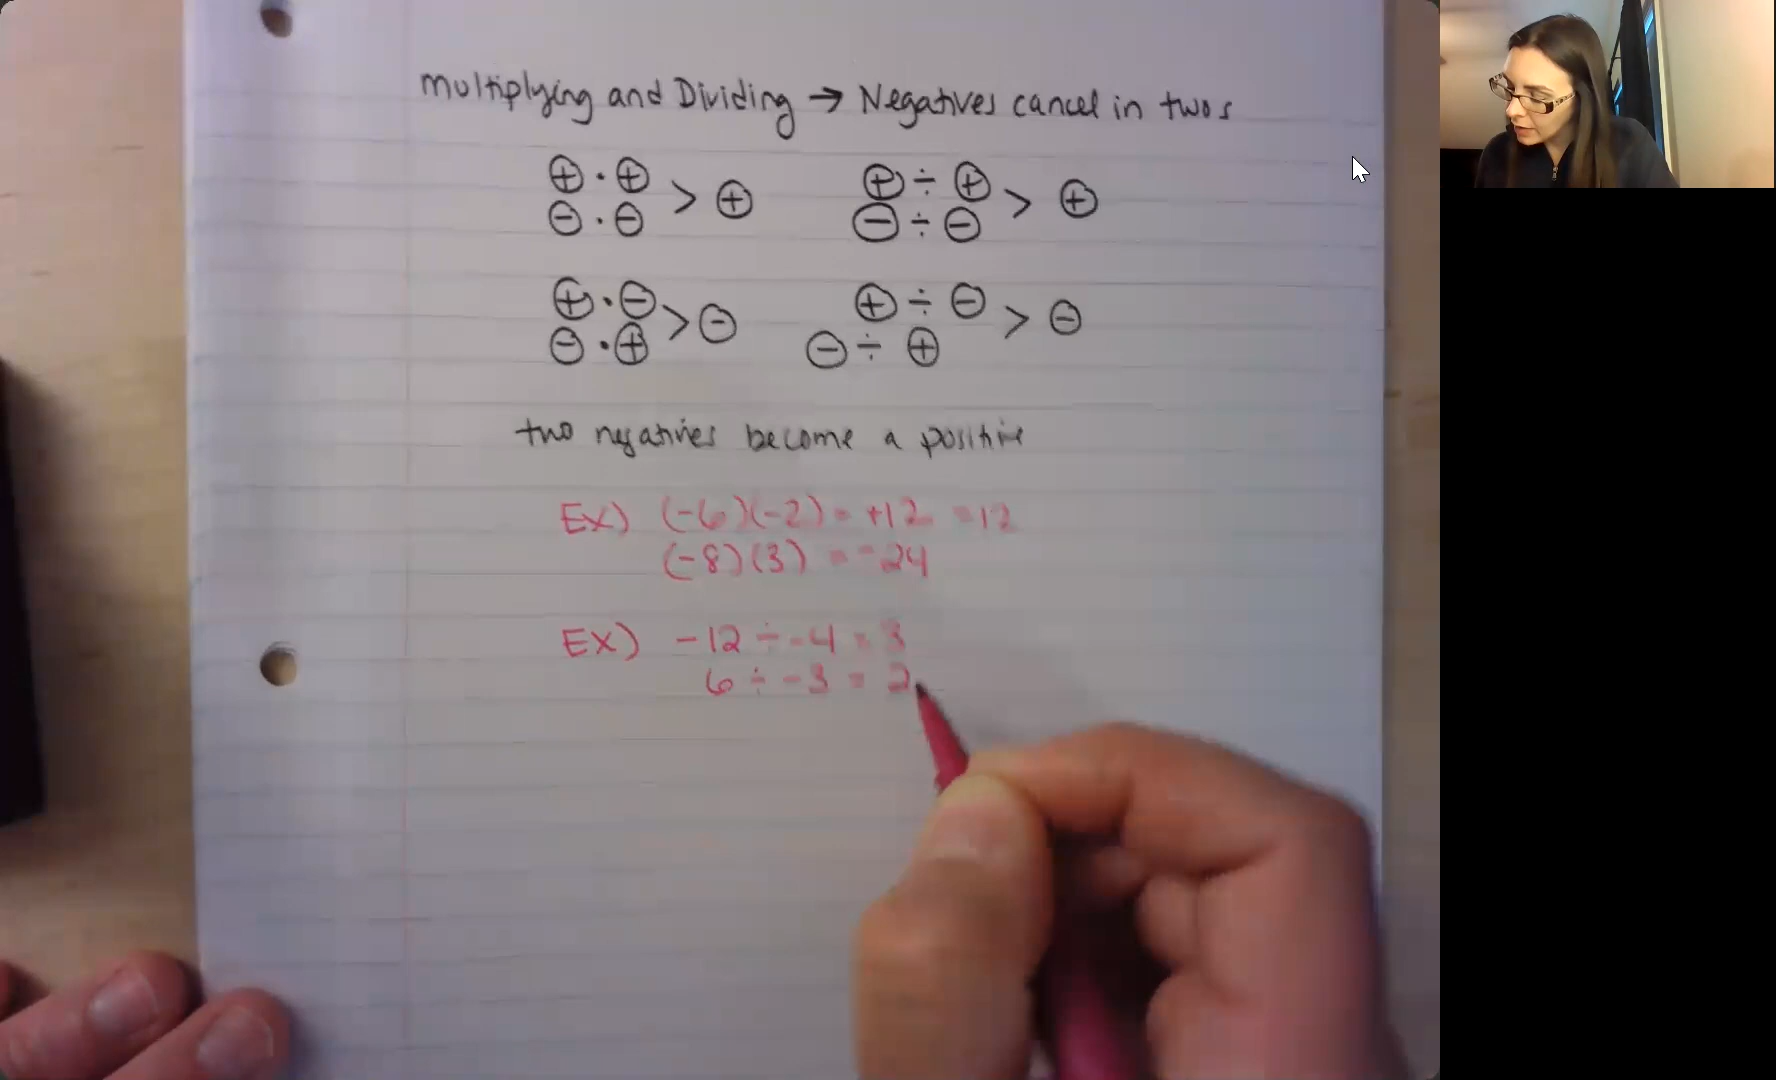 multiplying and Dividing → Negatives cancel in twos
⊕ · ⊕ > ⊕
⊖ · ⊖
⊕ ÷ ⊕ > ⊕
⊖ ÷ ⊖
⊕ · ⊖ > ⊖
⊖ · ⊕
⊕ ÷ ⊖ > ⊖
⊖ ÷ ⊕
two negatives become a positive
Ex) (-6)(-2) = +12 = 12
(-8)(3) = -24
Ex) -12 ÷ -4 = 3
6 ÷ -3 = 2